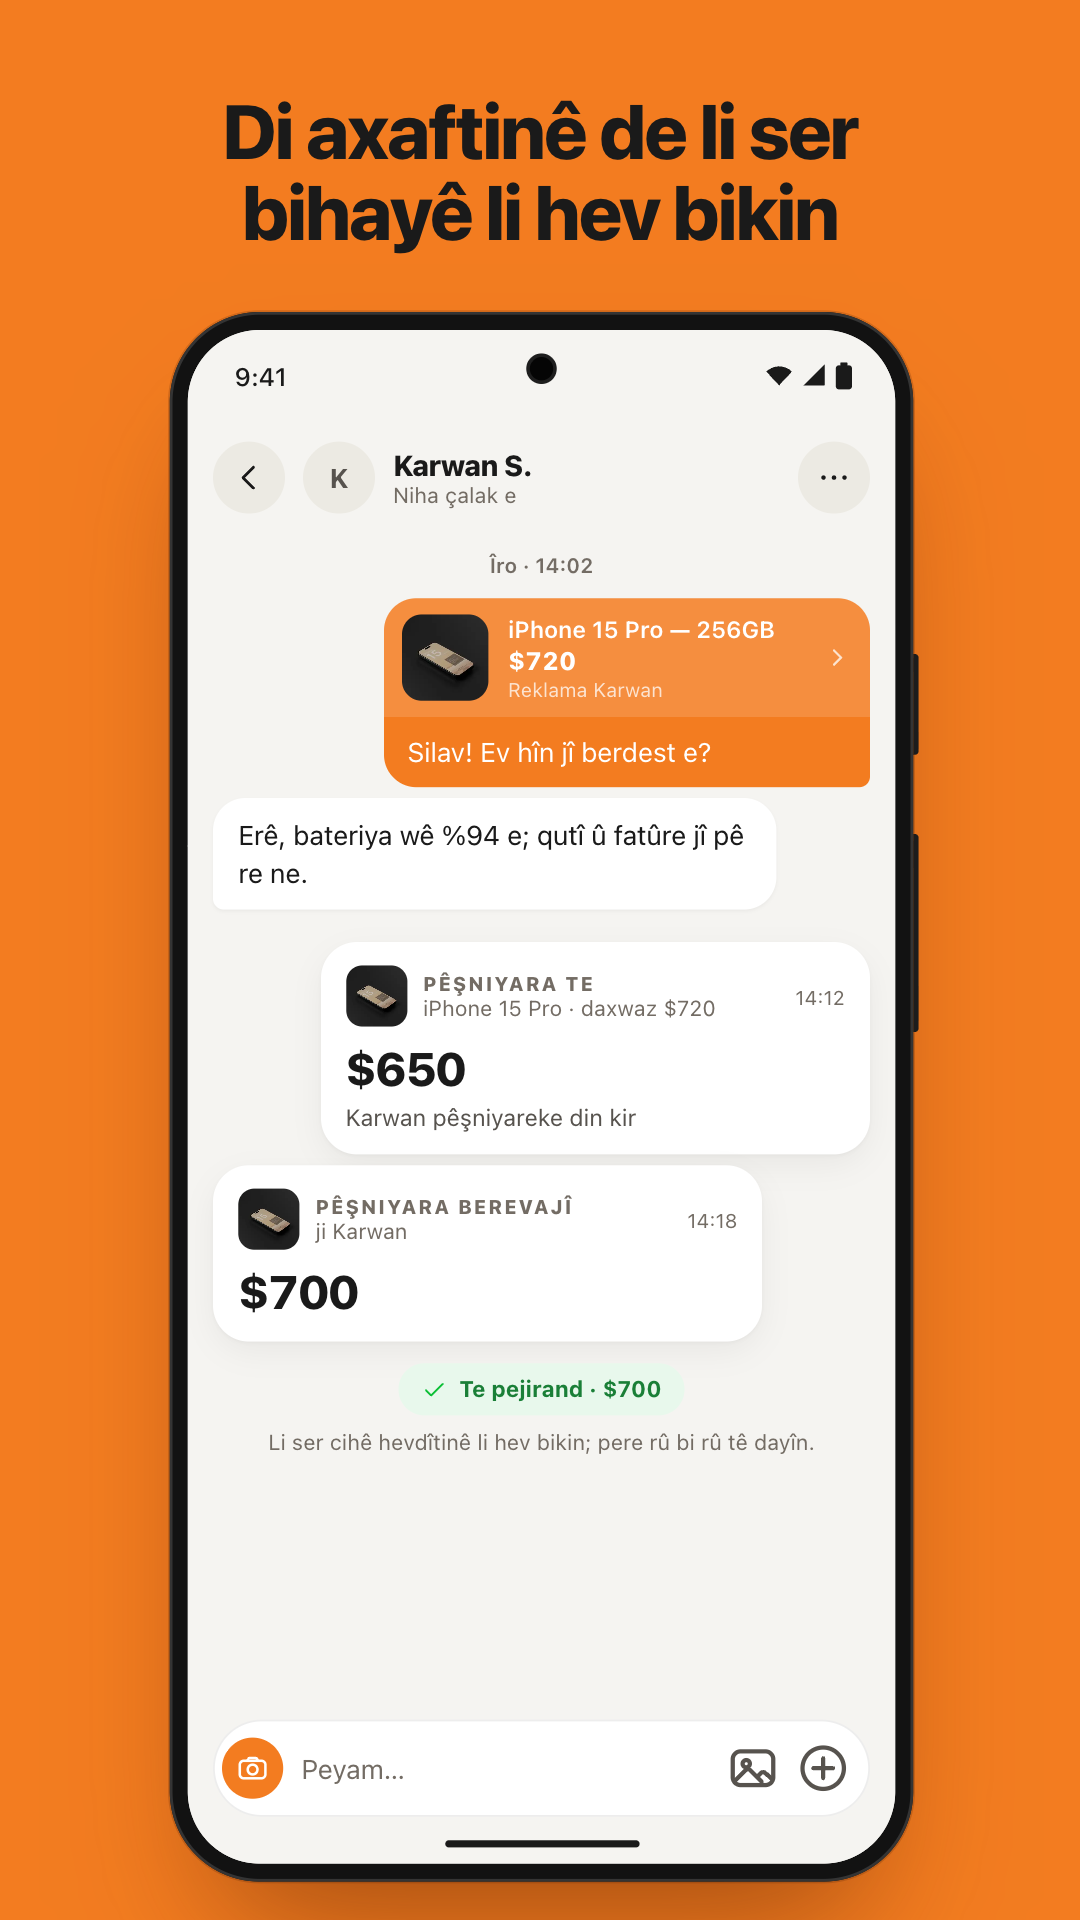 Di axaftinê de li ser
bihayê li hev bikin
9:41
K
Karwan S.
Niha çalak e
Îro · 14:02
iPhone 15 Pro — 256GB
$720
Reklama Karwan
Silav! Ev hîn jî berdest e?
Erê, bateriya wê %94 e; qutî û fatûre jî pê
re ne.
PÊŞNIYARA TE
iPhone 15 Pro · daxwaz $720
14:12
$650
Karwan pêşniyareke din kir
PÊŞNIYARA BEREVAJÎ
ji Karwan
14:18
$700
Te pejirand · $700
Li ser cihê hevdîtinê li hev bikin; pere rû bi rû tê dayîn.
Peyam...